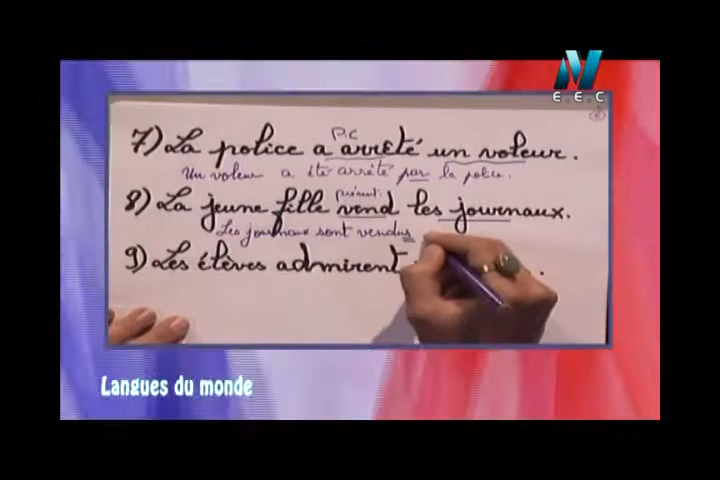 E.E.C
P.C
7) La police a arrêté un voleur.
Un voleur a été arrêté par la police.
présent.
8) La jeune fille vend les journaux.
Les journaux sont vendus
9) Les élèves admirent
Langues du monde